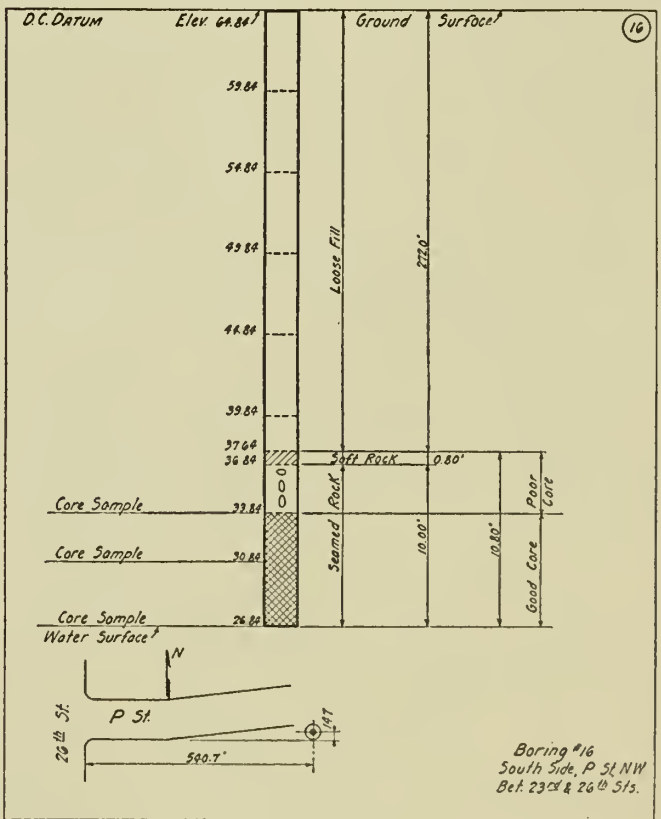 D.C. DATUM Elev. 64.84 Ground Surface 16
59.84
54.84
49.84
44.84
39.84
37.64
36.84
33.84
30.84
26.84
Loose Fill
27.20'
Soft Rock 0.80'
Seamed Rock
10.00'
10.80'
Poor Core
Good Core
Core Sample
Core Sample
Core Sample
Water Surface
N
26th St.
P St.
540.7'
147
Boring #16
South Side, P St. NW
Bet. 23rd & 26th Sts.